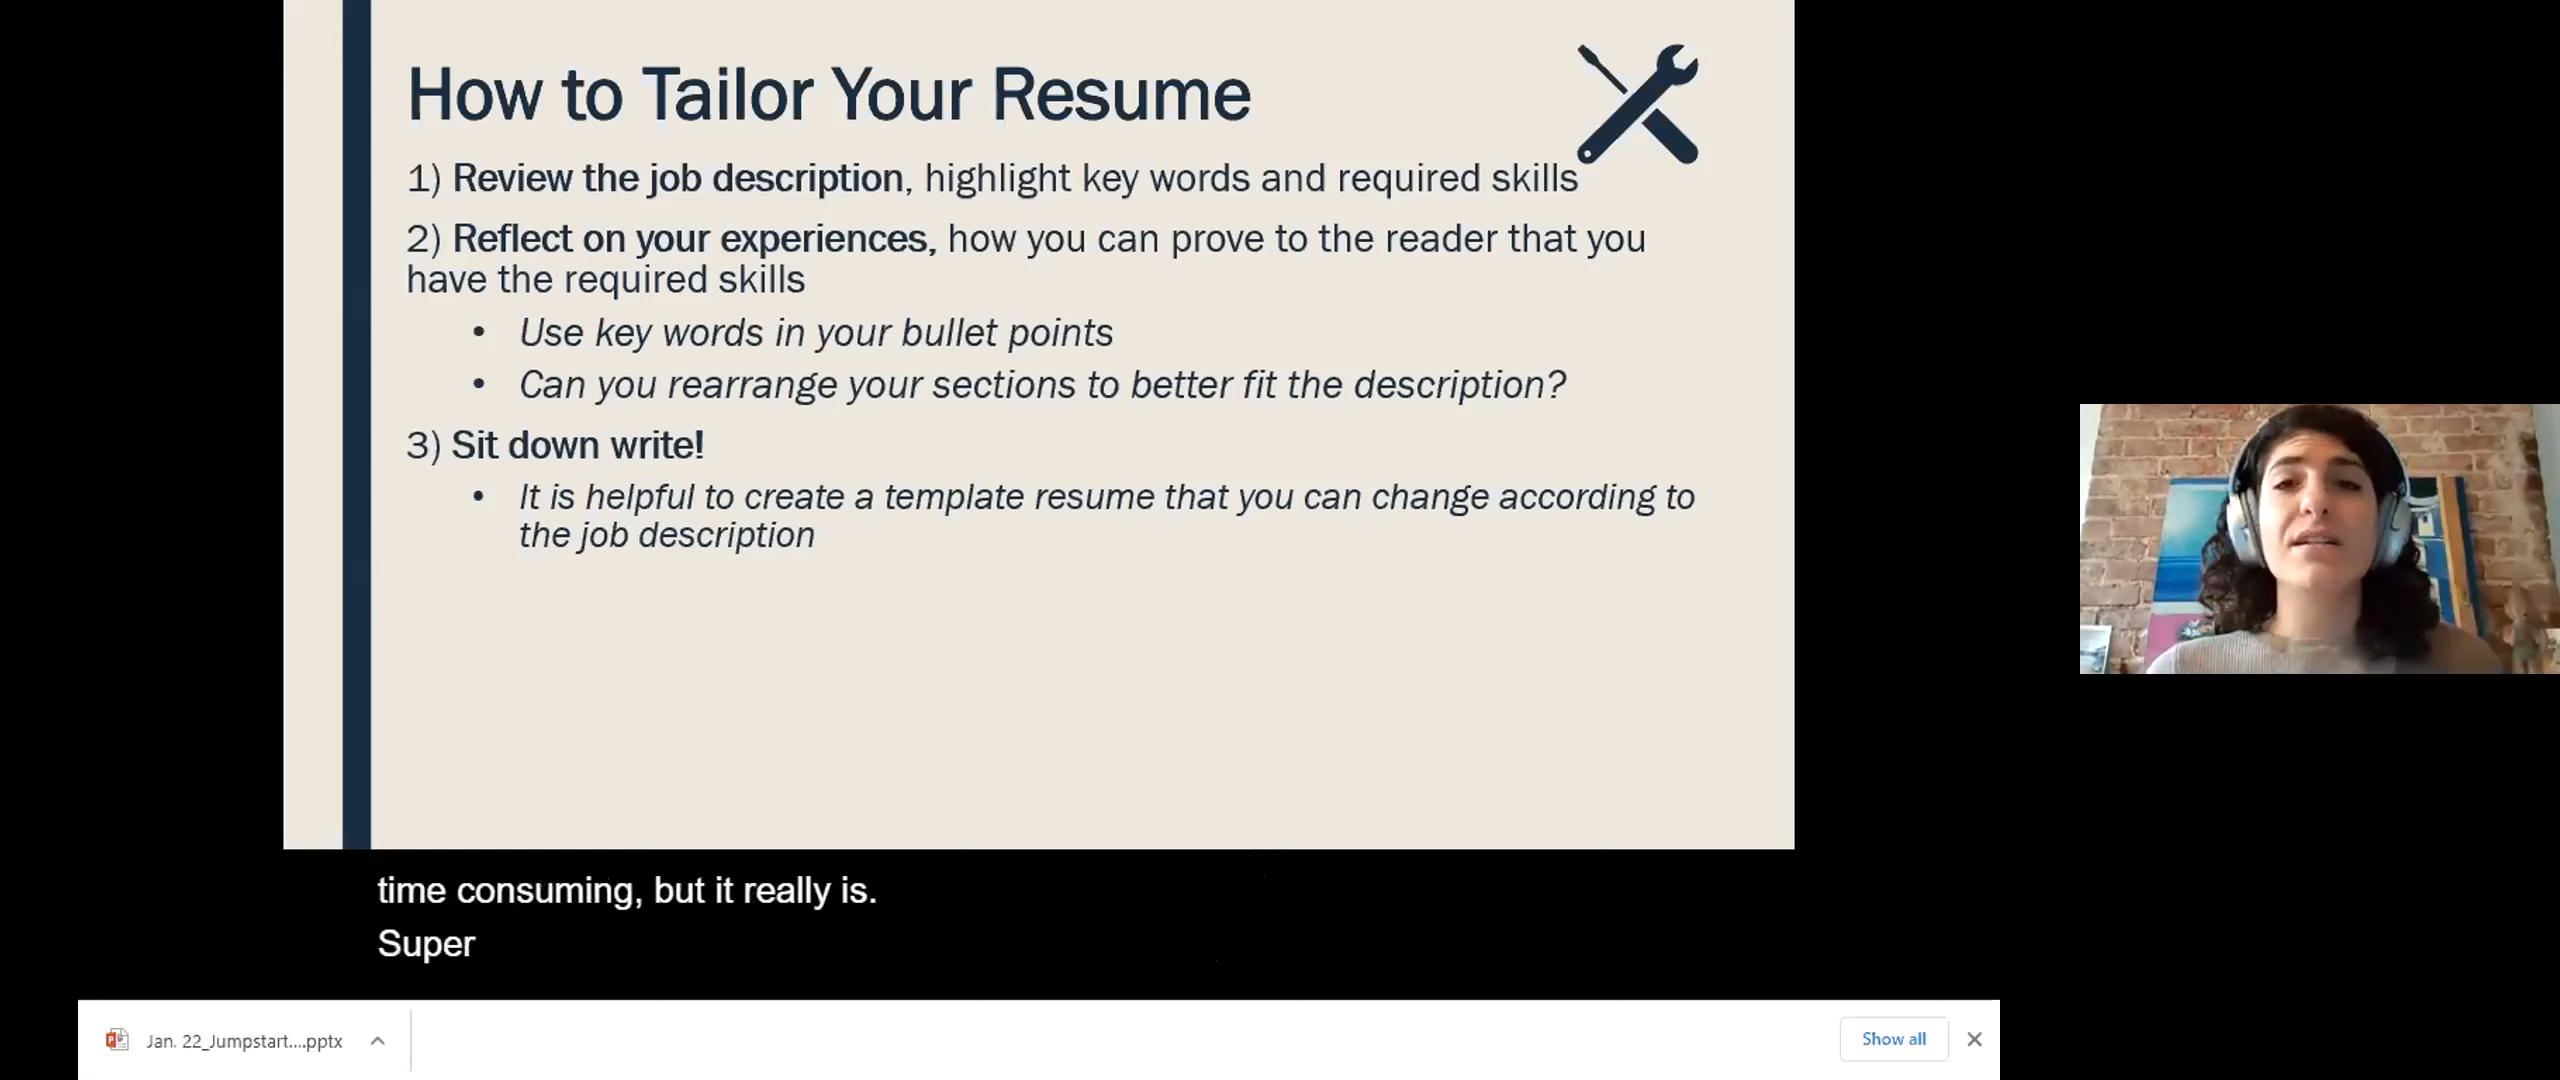 How to Tailor Your Resume
1) Review the job description, highlight key words and required skills
2) Reflect on your experiences, how you can prove to the reader that you
have the required skills
• Use key words in your bullet points
• Can you rearrange your sections to better fit the description?
3) Sit down write!
• It is helpful to create a template resume that you can change according to
the job description
time consuming, but it really is.
Super
Jan. 22_Jumpstart....pptx
Show all